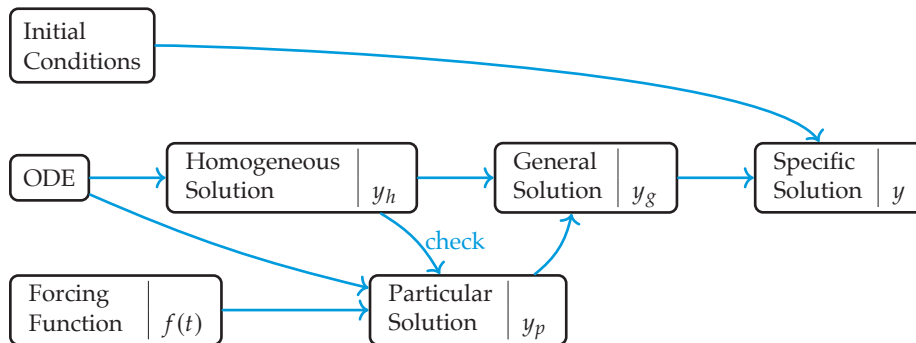 Initial
Conditions
ODE
Homogeneous
Solution
y_h
General
Solution
y_g
Specific
Solution
y
check
Forcing
Function
f(t)
Particular
Solution
y_p